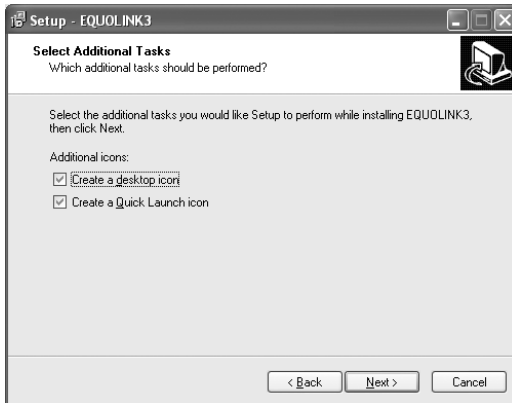 Setup - EQUOLINK3
Select Additional Tasks
Which additional tasks should be performed?
Select the additional tasks you would like Setup to perform while installing EQUOLINK3,
then click Next.
Additional icons:
Create a desktop icon
Create a Quick Launch icon
< Back
Next >
Cancel